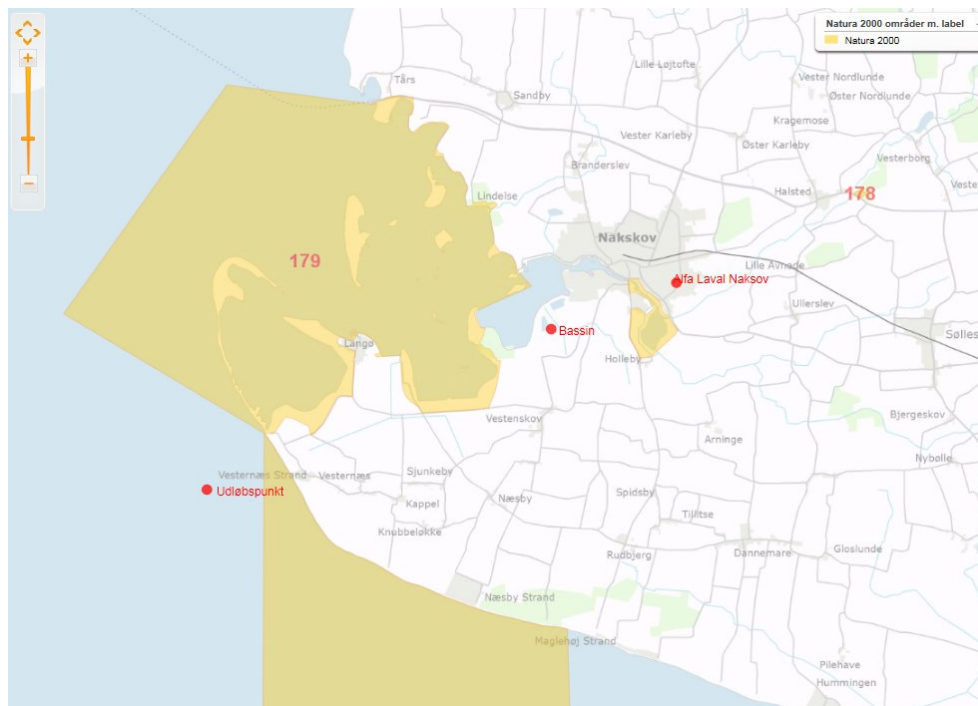 Natura 2000 områder m. label -
Natura 2000
Tårs
Sandby
Lille Løjtofte
Vester Nordlunde
Øster Nordlunde
Kragemose
Vester Karleby
Øster Karleby
Branderslev
Vesterborg
Halsted
Veste
178
Lindelse
Nakskov
179
Lille Avnede
Alfa Laval Naksov
Ullerslev
Bassin
Langø
Holleby
Sølles
Vestenskov
Bjergeskov
Arninge
Nybølle
Vesternæs Strand
Vesternæs
Sjunkeby
Udløbspunkt
Næsby
Spidsby
Kappel
Tillitse
Knubbeløkke
Rudbjerg
Dannemare
Gloslunde
Næsby Strand
Maglehøj Strand
Pilehave
Hummingen